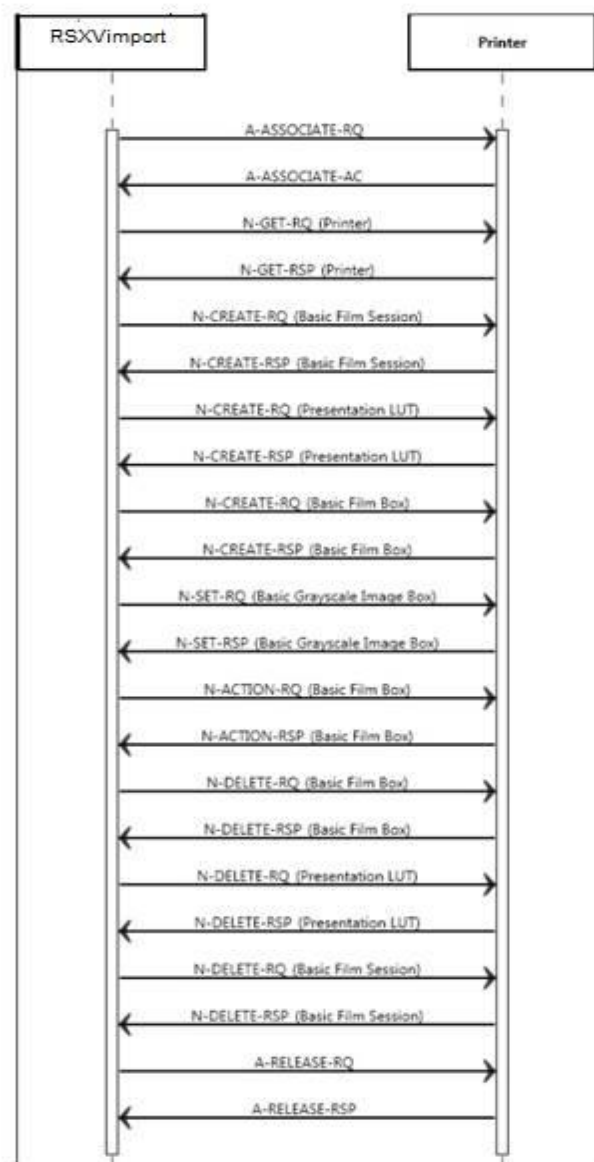 RSXVimport
Printer
A-ASSOCIATE-RQ
A-ASSOCIATE-AC
N-GET-RQ (Printer)
N-GET-RSP (Printer)
N-CREATE-RQ (Basic Film Session)
N-CREATE-RSP (Basic Film Session)
N-CREATE-RQ (Presentation LUT)
N-CREATE-RSP (Presentation LUT)
N-CREATE-RQ (Basic Film Box)
N-CREATE-RSP (Basic Film Box)
N-SET-RQ (Basic Grayscale Image Box)
N-SET-RSP (Basic Grayscale Image Box)
N-ACTION-RQ (Basic Film Box)
N-ACTION-RSP (Basic Film Box)
N-DELETE-RQ (Basic Film Box)
N-DELETE-RSP (Basic Film Box)
N-DELETE-RQ (Presentation LUT)
N-DELETE-RSP (Presentation LUT)
N-DELETE-RQ (Basic Film Session)
N-DELETE-RSP (Basic Film Session)
A-RELEASE-RQ
A-RELEASE-RSP